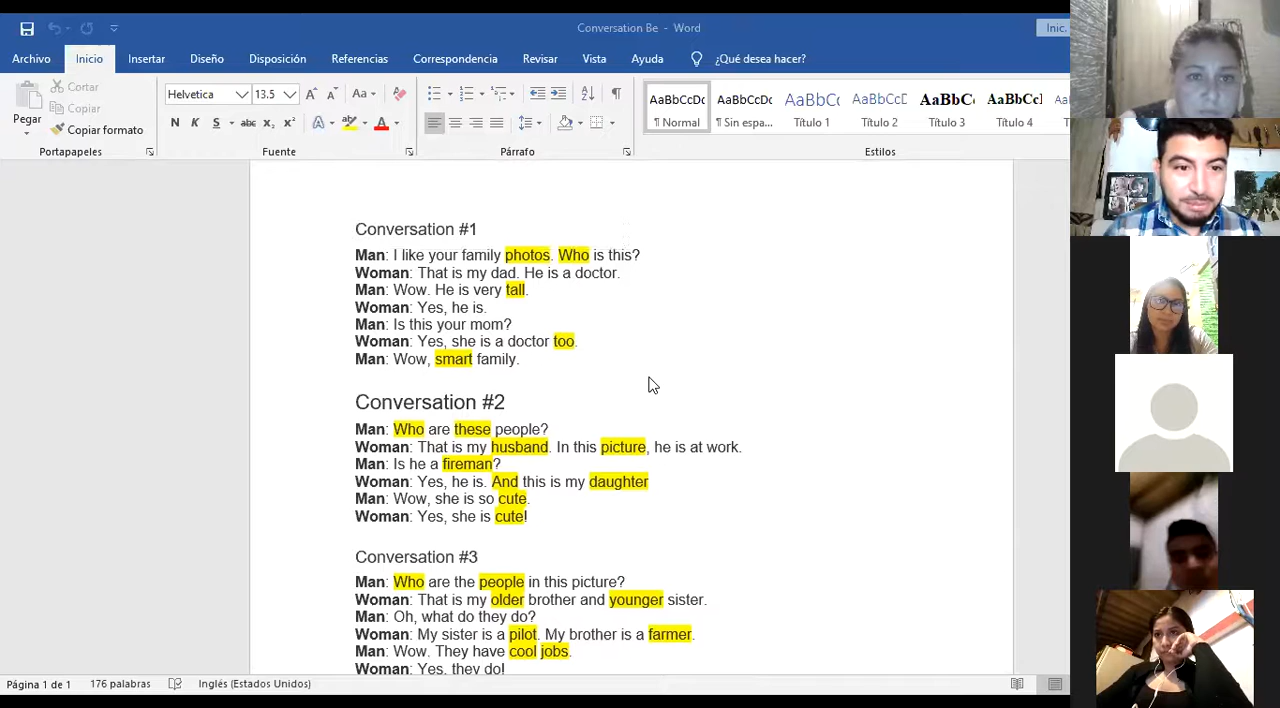 Conversation Be - Word
Inic.
Archivo Inicio Insertar Diseño Disposición Referencias Correspondencia Revisar Vista Ayuda ¿Qué desea hacer?
Pegar
Cortar
Copiar
Copiar formato
Portapapeles
Helvetica 13.5 Aa
N K S abc x₂ x² A A
Fuente
Párrafo
AaBbCcDc AaBbCcDc AaBbC AaBbCcD AaBbC AaBbCcl
¶ Normal ¶ Sin espa... Título 1 Título 2 Título 3 Título 4
Estilos
Conversation #1
Man: I like your family photos. Who is this?
Woman: That is my dad. He is a doctor.
Man: Wow. He is very tall.
Woman: Yes, he is.
Man: Is this your mom?
Woman: Yes, she is a doctor too.
Man: Wow, smart family.
Conversation #2
Man: Who are these people?
Woman: That is my husband. In this picture, he is at work.
Man: Is he a fireman?
Woman: Yes, he is. And this is my daughter
Man: Wow, she is so cute.
Woman: Yes, she is cute!
Conversation #3
Man: Who are the people in this picture?
Woman: That is my older brother and younger sister.
Man: Oh, what do they do?
Woman: My sister is a pilot. My brother is a farmer.
Man: Wow. They have cool jobs.
Woman: Yes, they do!
Página 1 de 1 176 palabras Inglés (Estados Unidos)